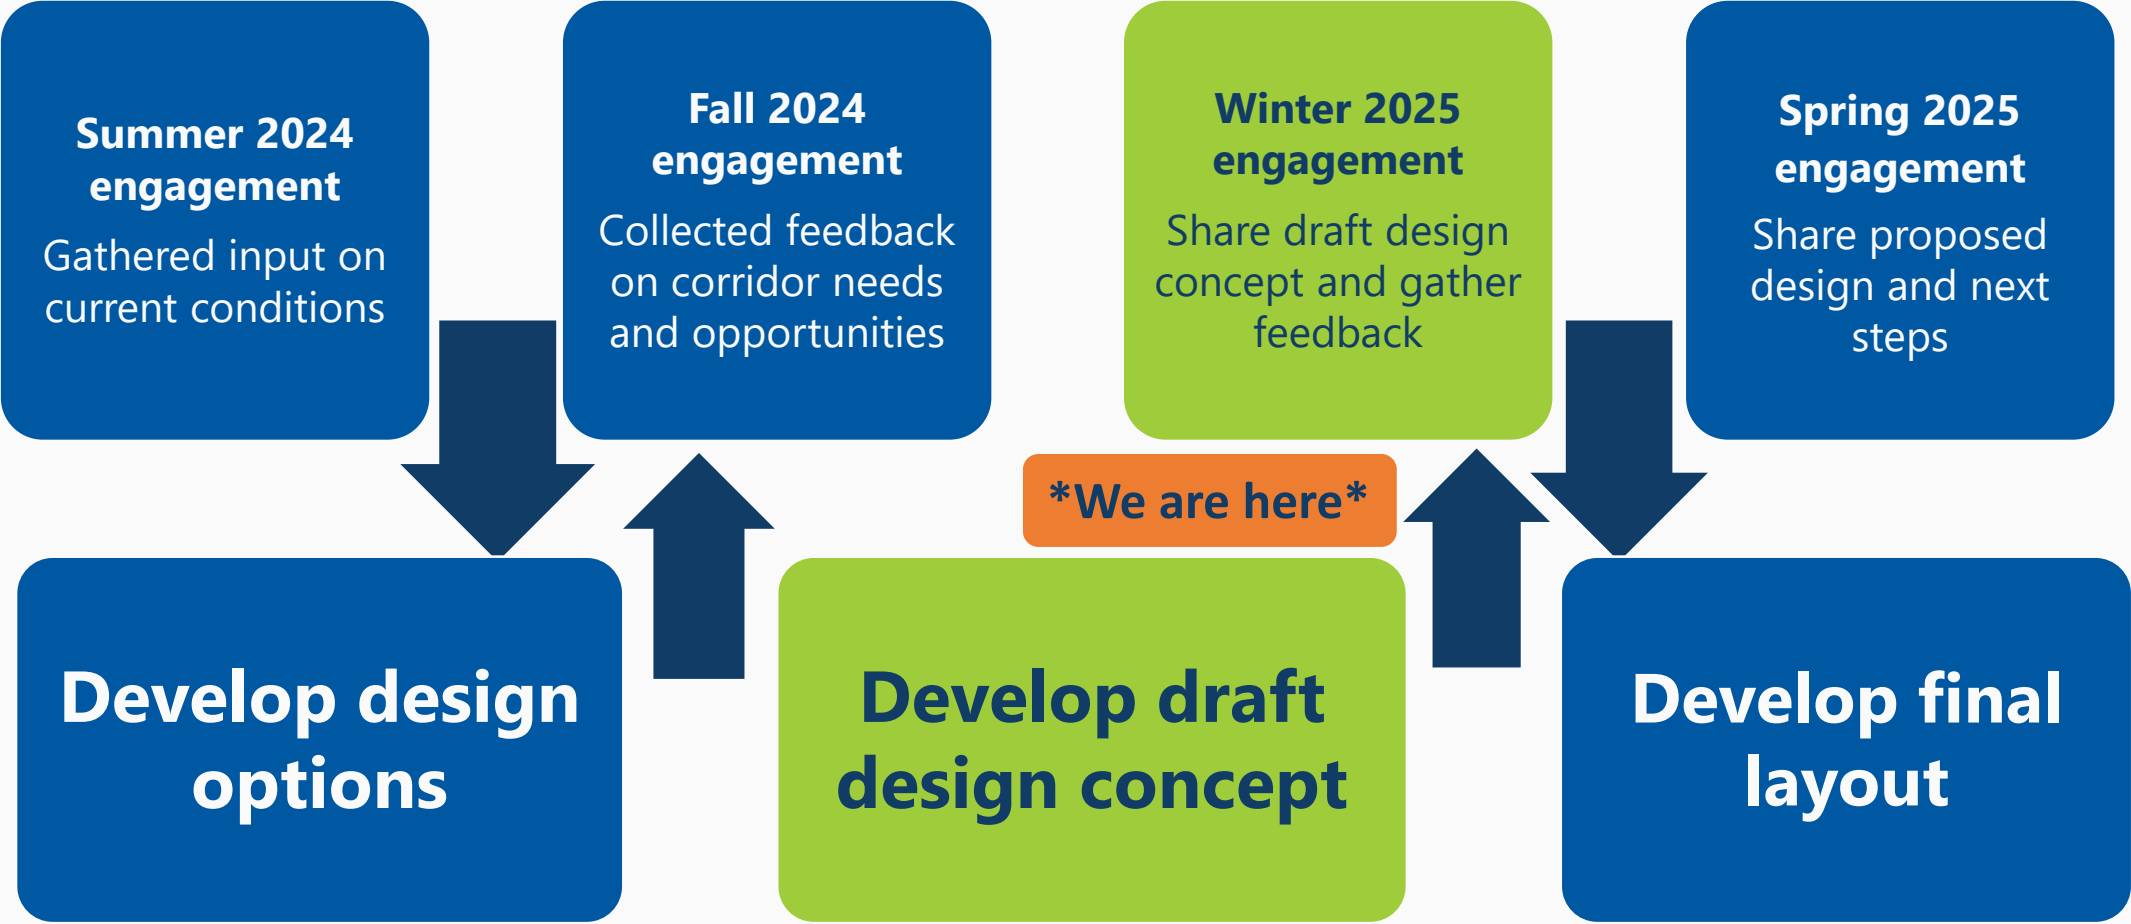 Summer 2024
engagement
Gathered input on
current conditions
Fall 2024
engagement
Collected feedback
on corridor needs
and opportunities
Winter 2025
engagement
Share draft design
concept and gather
feedback
Spring 2025
engagement
Share proposed
design and next
steps
*We are here*
Develop design
options
Develop draft
design concept
Develop final
layout